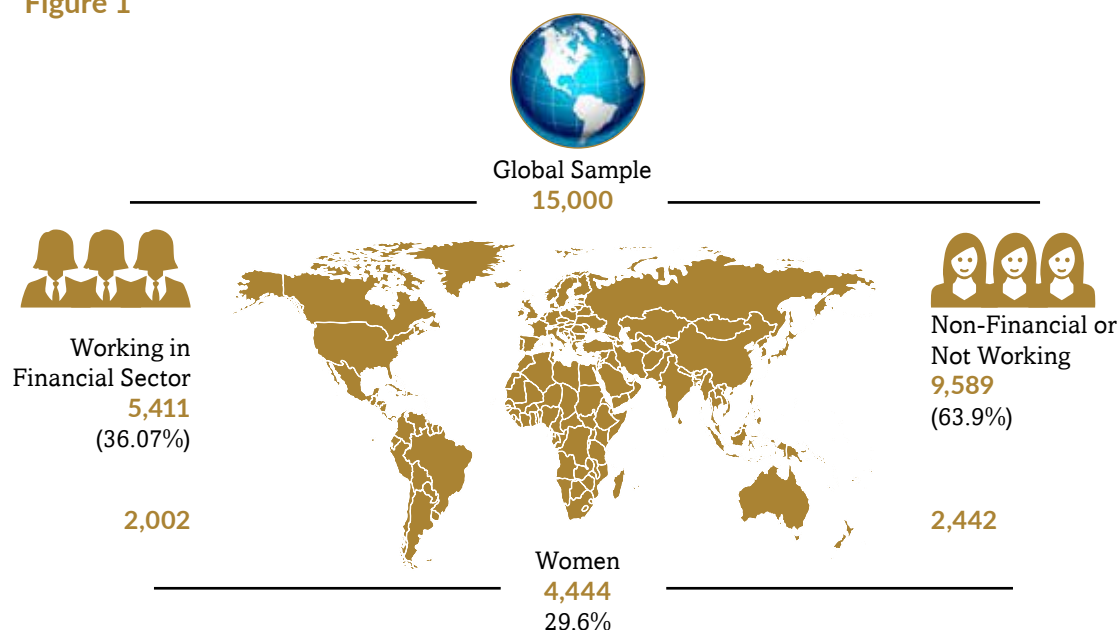 Figure 1
Global Sample
15,000
Working in
Financial Sector
5,411
(36.07%)
Non-Financial or
Not Working
9,589
(63.9%)
2,002
2,442
Women
4,444
29.6%